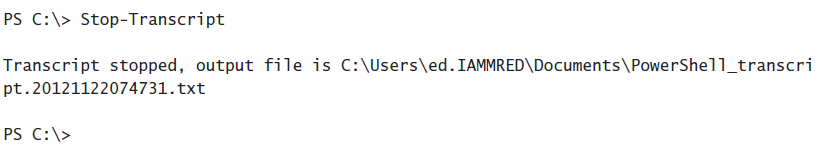 PS C:\> Stop-Transcript
Transcript stopped, output file is C:\Users\ed.IAMMRED\Documents\PowerShell_transcri
pt.20121122074731.txt
PS C:\>